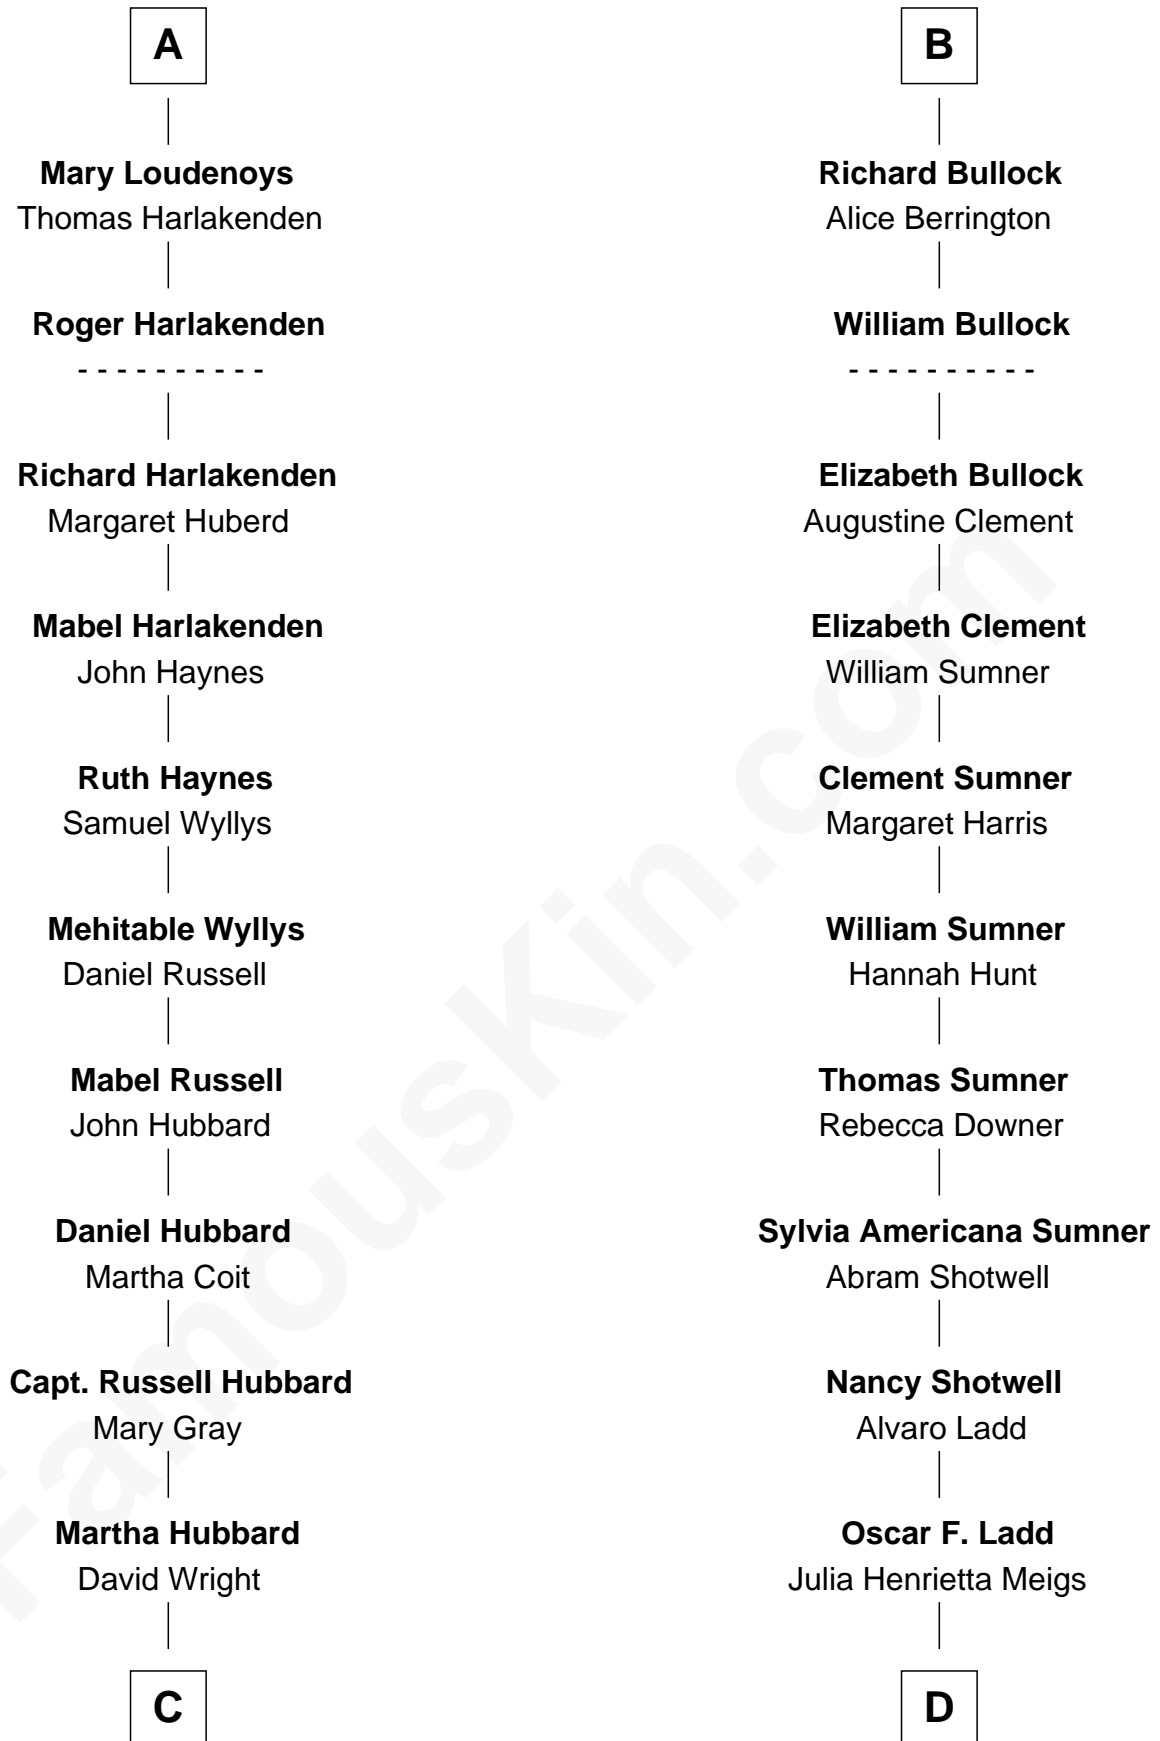 A
Mary Loudenoys
Thomas Harlakenden
Roger Harlakenden
- - - - - - - - - -
Richard Harlakenden
Margaret Huberd
Mabel Harlakenden
John Haynes
Ruth Haynes
Samuel Wyllys
Mehitable Wyllys
Daniel Russell
Mabel Russell
John Hubbard
Daniel Hubbard
Martha Coit
Capt. Russell Hubbard
Mary Gray
Martha Hubbard
David Wright
C
B
Richard Bullock
Alice Berrington
William Bullock
- - - - - - - - - -
Elizabeth Bullock
Augustine Clement
Elizabeth Clement
William Sumner
Clement Sumner
Margaret Harris
William Sumner
Hannah Hunt
Thomas Sumner
Rebecca Downer
Sylvia Americana Sumner
Abram Shotwell
Nancy Shotwell
Alvaro Ladd
Oscar F. Ladd
Julia Henrietta Meigs
D
FamousKin.com